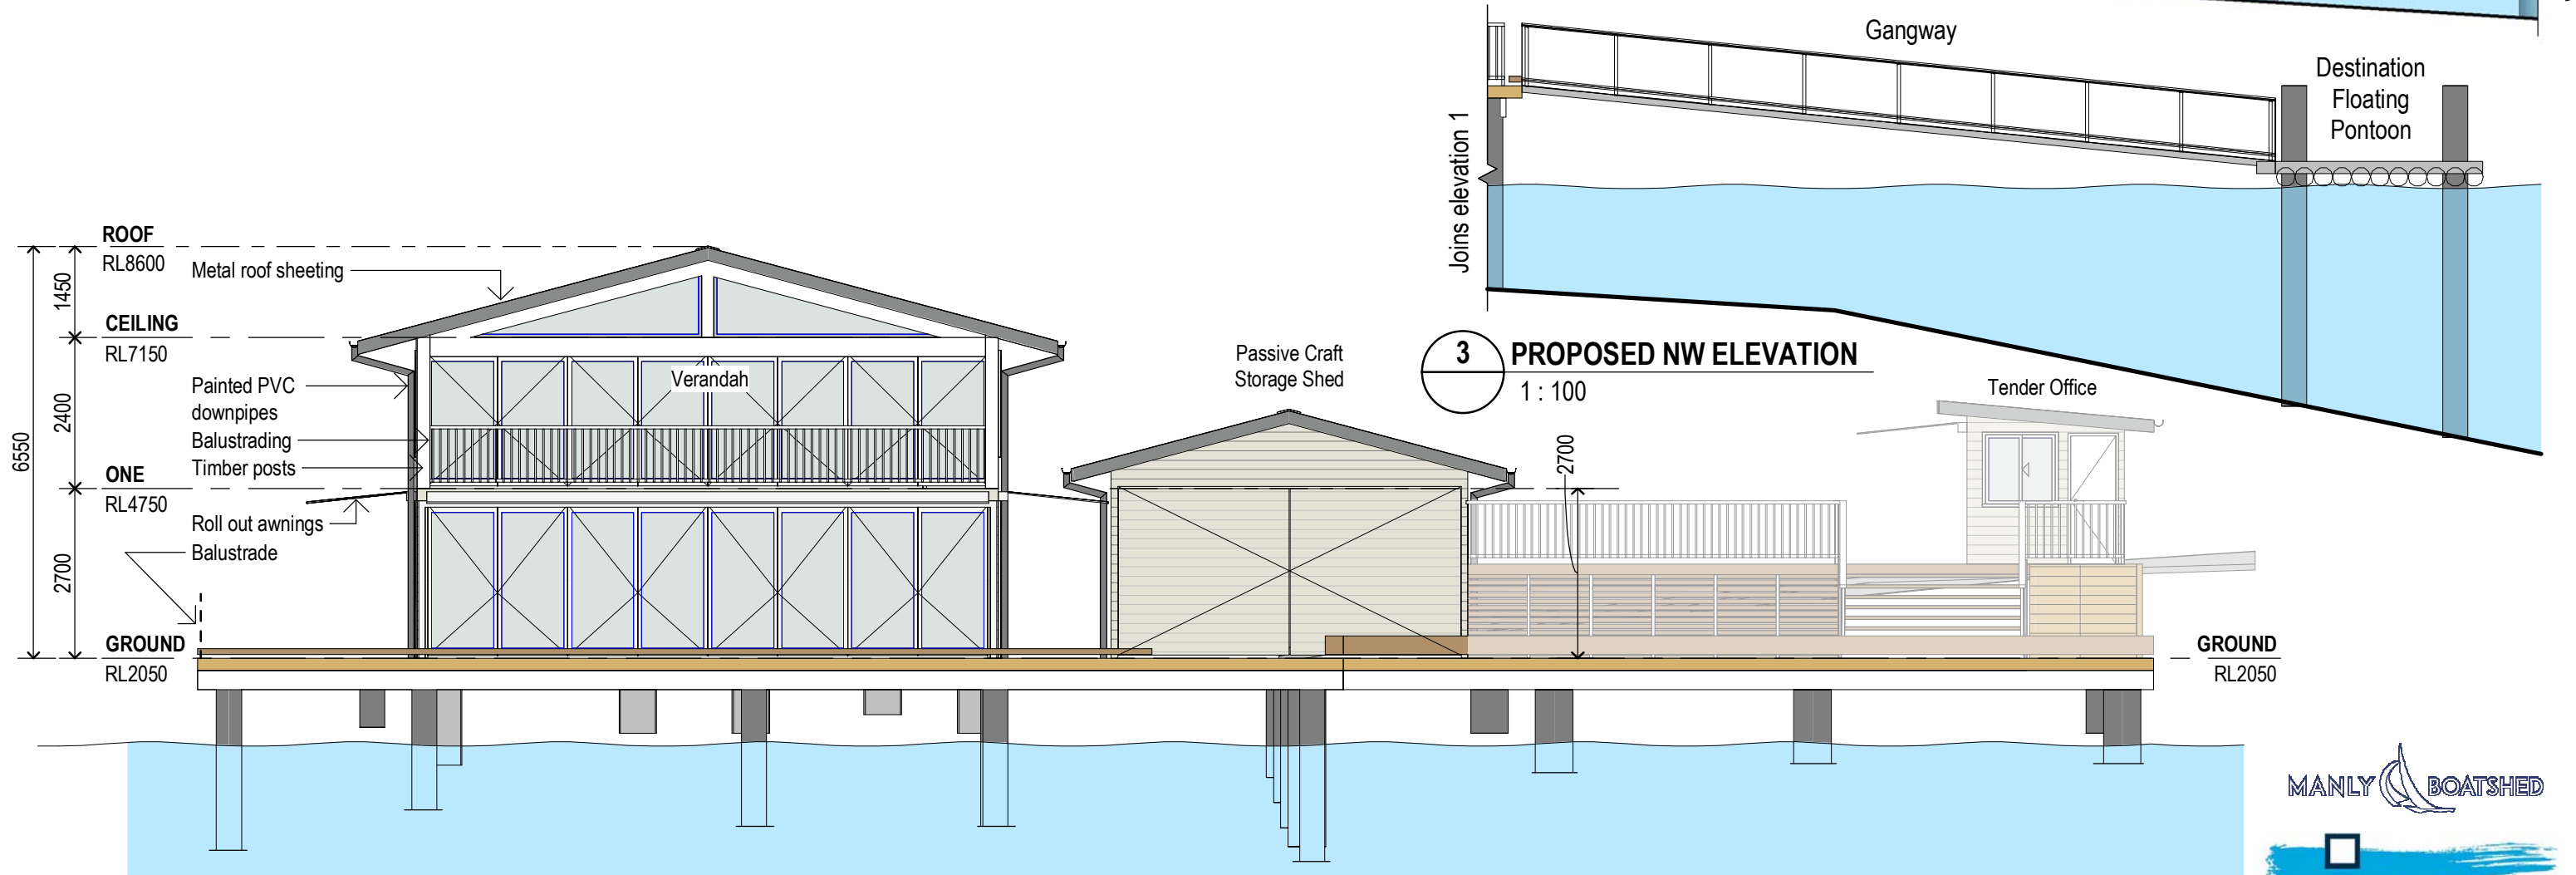 Gangway
Destination
Floating
Pontoon
Joins elevation 1
3
PROPOSED NW ELEVATION
1 : 100
ROOF
RL8600
Metal roof sheeting
1450
CEILING
RL7150
Painted PVC
downpipes
Balustrading
Timber posts
2400
6550
ONE
RL4750
Roll out awnings
Balustrade
2700
GROUND
RL2050
Verandah
Passive Craft
Storage Shed
2700
Tender Office
GROUND
RL2050
MANLY BOATSHED